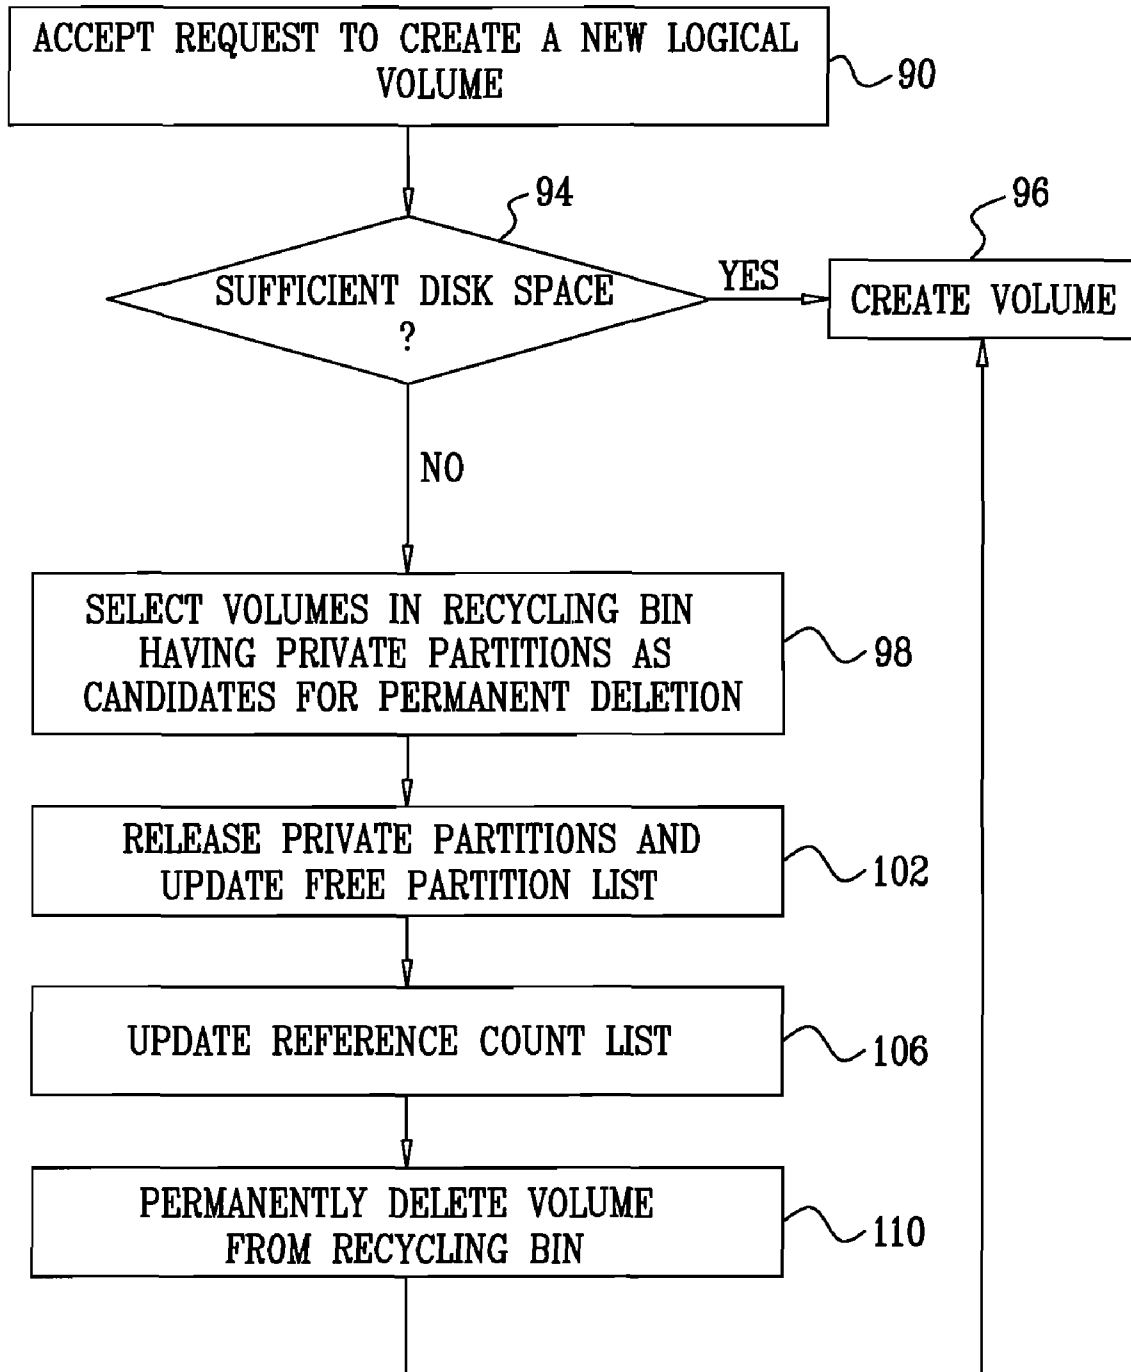 ACCEPT REQUEST TO CREATE A NEW LOGICAL
VOLUME
90
94
SUFFICIENT DISK SPACE
?
YES
96
CREATE VOLUME
NO
SELECT VOLUMES IN RECYCLING BIN
HAVING PRIVATE PARTITIONS AS
CANDIDATES FOR PERMANENT DELETION
98
RELEASE PRIVATE PARTITIONS AND
UPDATE FREE PARTITION LIST
102
UPDATE REFERENCE COUNT LIST
106
PERMANENTLY DELETE VOLUME
FROM RECYCLING BIN
110